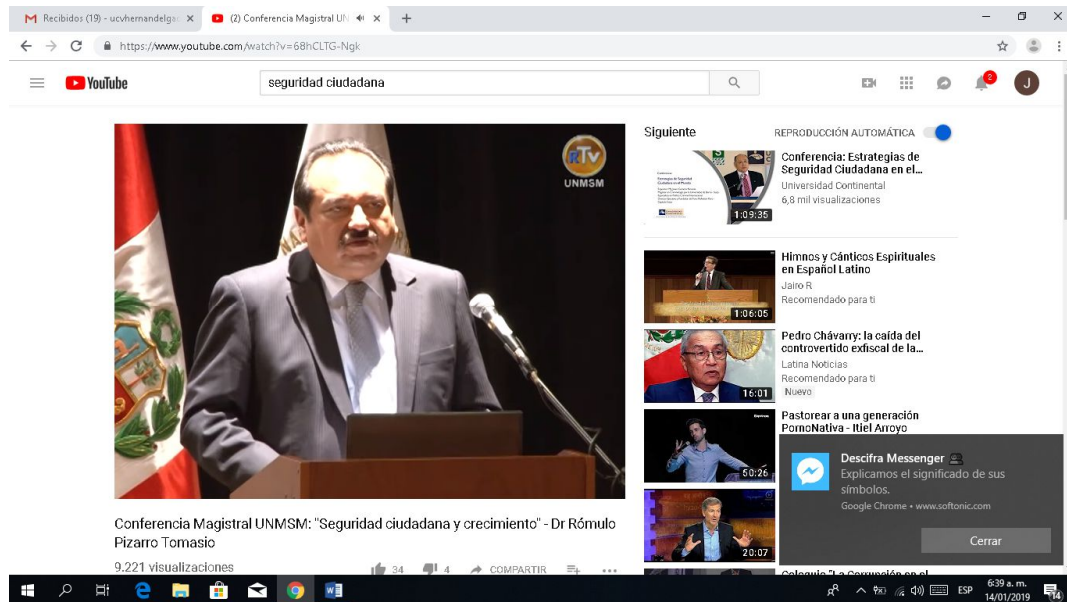 Recibidos (19) - ucvhernandelga
(2) Conferencia Magistral UN
https://www.youtube.com/watch?v=68hCLTG-Ngk
YouTube
seguridad ciudadana
2
J
RTV
UNMSM
Siguiente
REPRODUCCIÓN AUTOMÁTICA
Conferencia: Estrategias de
Seguridad Ciudadana en el...
Universidad Continental
6,8 mil visualizaciones
1:09:35
Himnos y Cánticos Espirituales
en Español Latino
Jairo R
Recomendado para ti
1:06:05
Pedro Chávarry: la caída del
controvertido exfiscal de la...
Latina Noticias
Recomendado para ti
Nuevo
16:01
Pastorear a una generación
PornoNativa - Itiel Arroyo
50:26
20:07
Descifra Messenger
Explicamos el significado de sus
símbolos.
Google Chrome • www.softonic.com
Cerrar
Conferencia Magistral UNMSM: "Seguridad ciudadana y crecimiento" - Dr Rómulo
Pizarro Tomasio
9.221 visualizaciones
34
4
COMPARTIR
Coloquio "La Corrupción en el
ESP
6:39 a. m.
14/01/2019
14